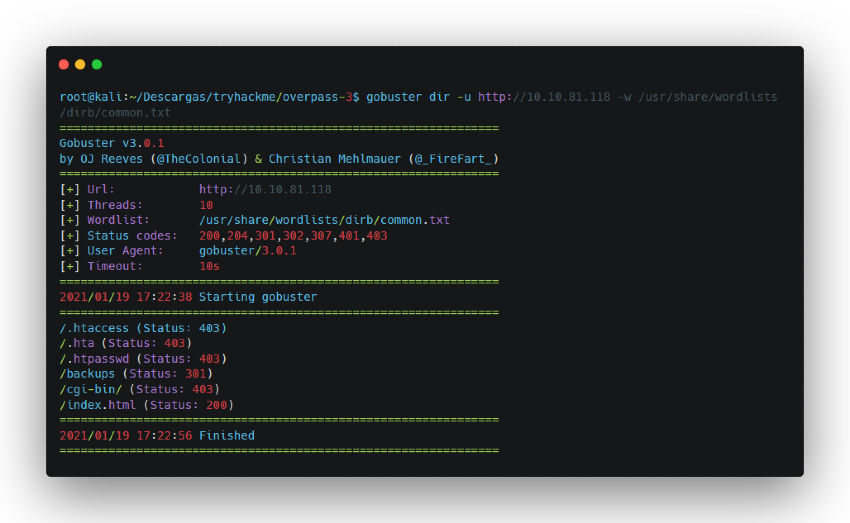 root@kali:~/Descargas/tryhackme/overpass-3$ gobuster dir -u http://10.10.81.118 -w /usr/share/wordlists
/dirb/common.txt
===============================================================
Gobuster v3.0.1
by OJ Reeves (@TheColonial) & Christian Mehlmauer (@_FireFart_)
===============================================================
[+] Url:            http://10.10.81.118
[+] Threads:        10
[+] Wordlist:       /usr/share/wordlists/dirb/common.txt
[+] Status codes:   200,204,301,302,307,401,403
[+] User Agent:     gobuster/3.0.1
[+] Timeout:        10s
===============================================================
2021/01/19 17:22:38 Starting gobuster
===============================================================
/.htaccess (Status: 403)
/.hta (Status: 403)
/.htpasswd (Status: 403)
/backups (Status: 301)
/cgi-bin/ (Status: 403)
/index.html (Status: 200)
===============================================================
2021/01/19 17:22:56 Finished
===============================================================